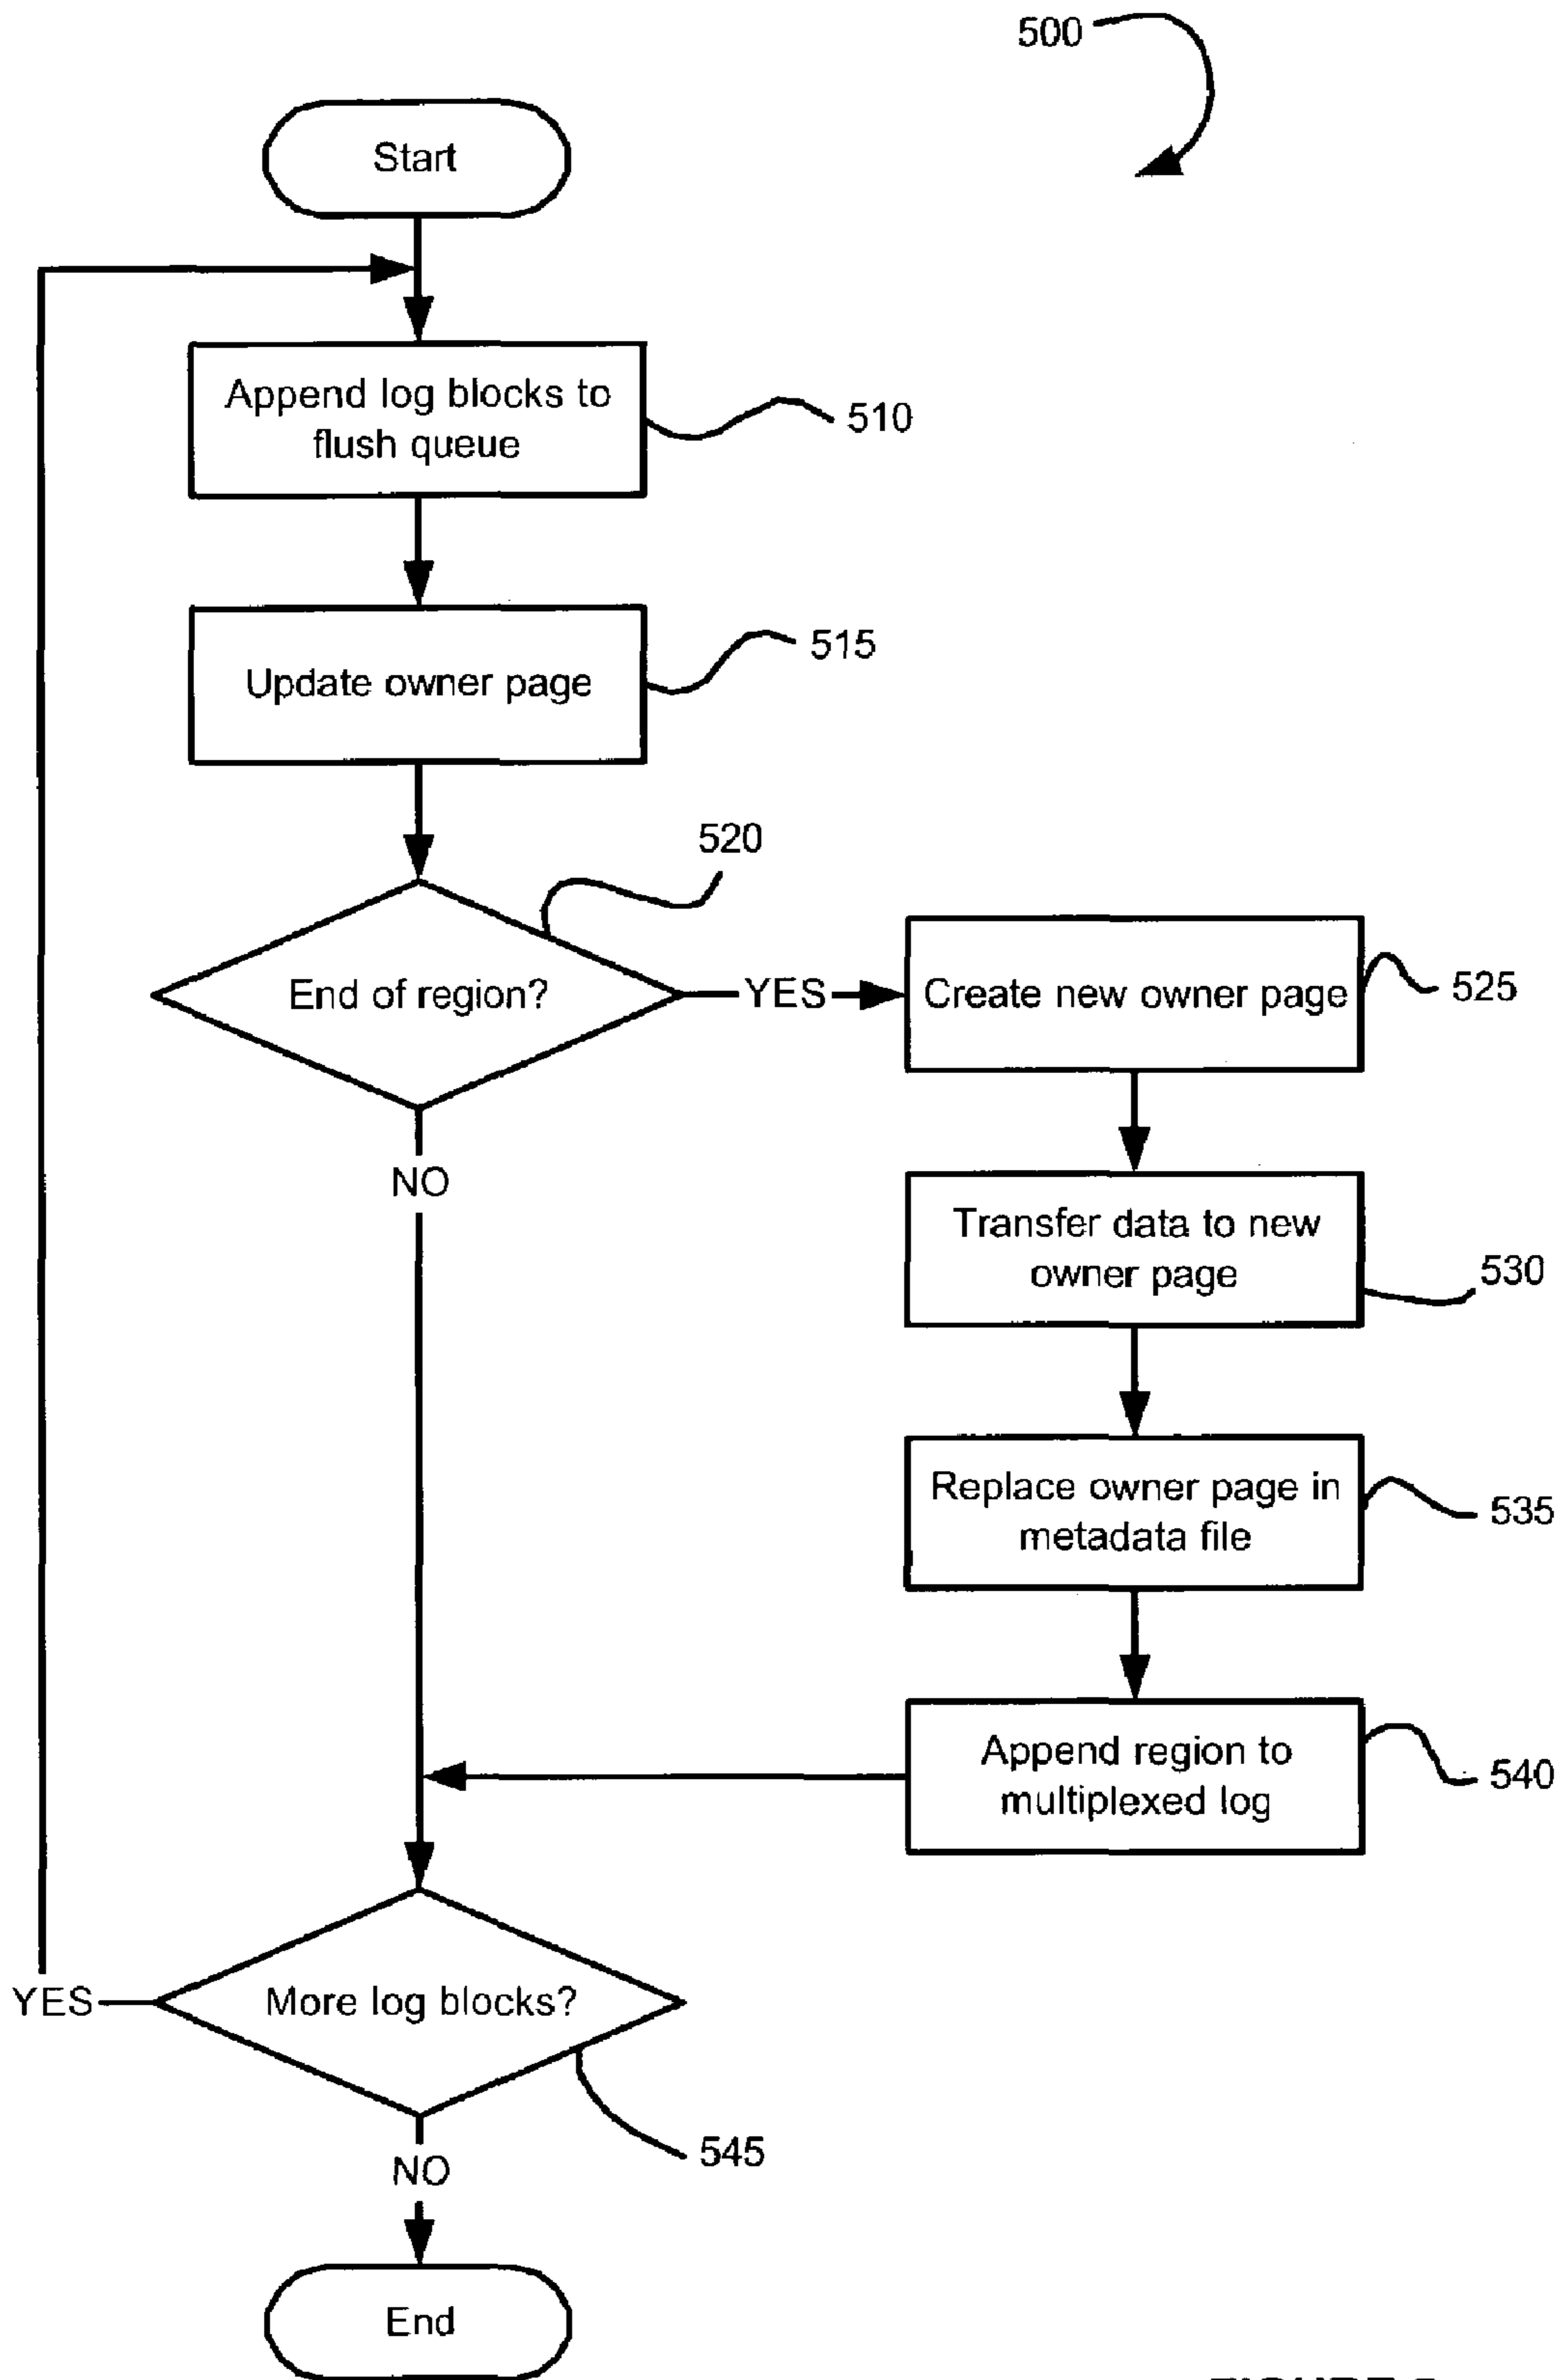 500
Start
Append log blocks to
flush queue
510
Update owner page
515
520
End of region?
YES
Create new owner page
525
NO
Transfer data to new
owner page
530
Replace owner page in
metadata file
535
Append region to
multiplexed log
540
YES
More log blocks?
545
NO
End